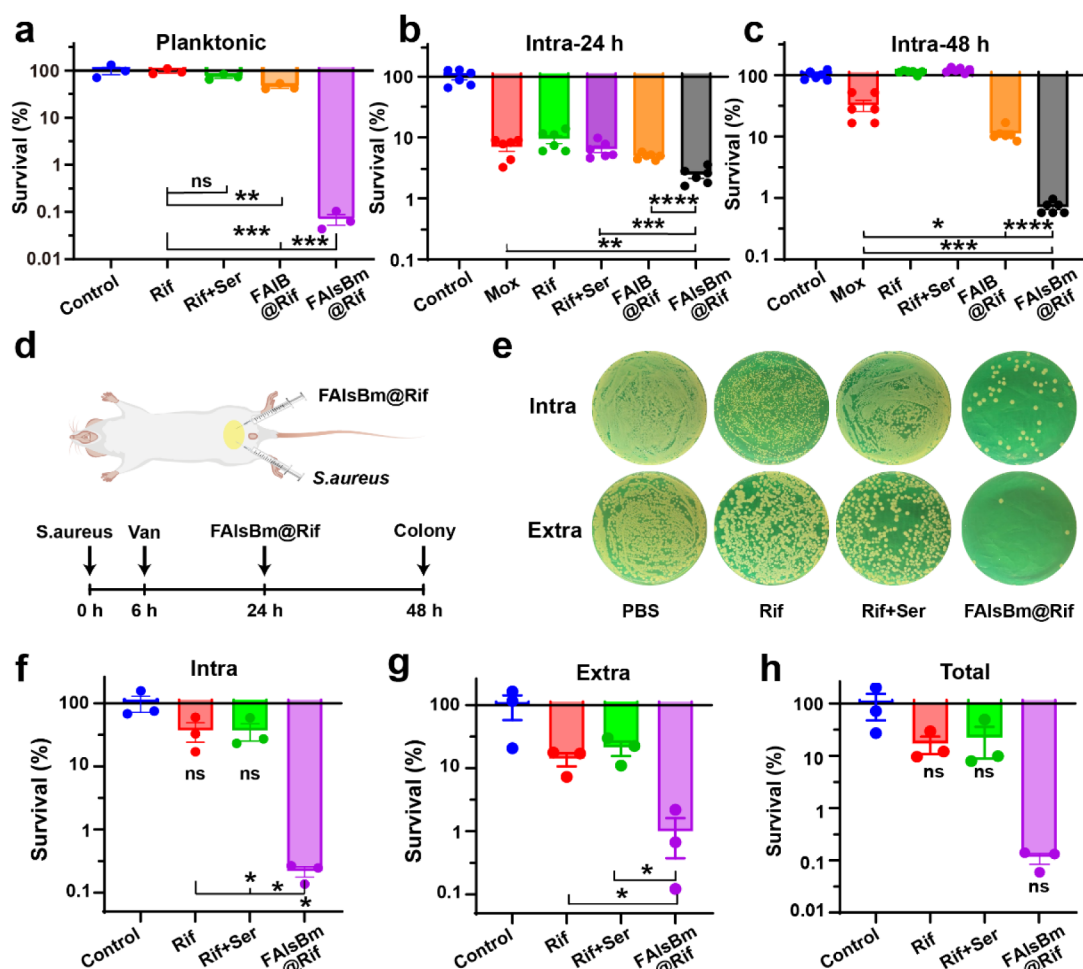 a
Planktonic
Survival (%)
100
10
1
0.1
0.01
ns
**
***
***
Control
Rif
Rif+Ser
FAIB
@Rif
FAIsBm
@Rif
b
Intra-24 h
Survival (%)
100
10
1
0.1
****
***
**
Control
Mox
Rif
Rif+Ser
FAIB
@Rif
FAIsBm
@Rif
c
Intra-48 h
Survival (%)
100
10
1
0.1
*
****
***
Control
Mox
Rif
Rif+Ser
FAIB
@Rif
FAIsBm
@Rif
d
FAIsBm@Rif
S.aureus
S.aureus
Van
FAIsBm@Rif
Colony
0 h
6 h
24 h
48 h
e
Intra
Extra
PBS
Rif
Rif+Ser
FAIsBm@Rif
f
Intra
Survival (%)
100
10
1
0.1
ns
ns
*
*
*
Control
Rif
Rif+Ser
FAIsBm
@Rif
g
Extra
Survival (%)
100
10
1
0.1
*
*
Control
Rif
Rif+Ser
FAIsBm
@Rif
h
Total
Survival (%)
100
10
1
0.1
0.01
ns
ns
ns
Control
Rif
Rif+Ser
FAIsBm
@Rif